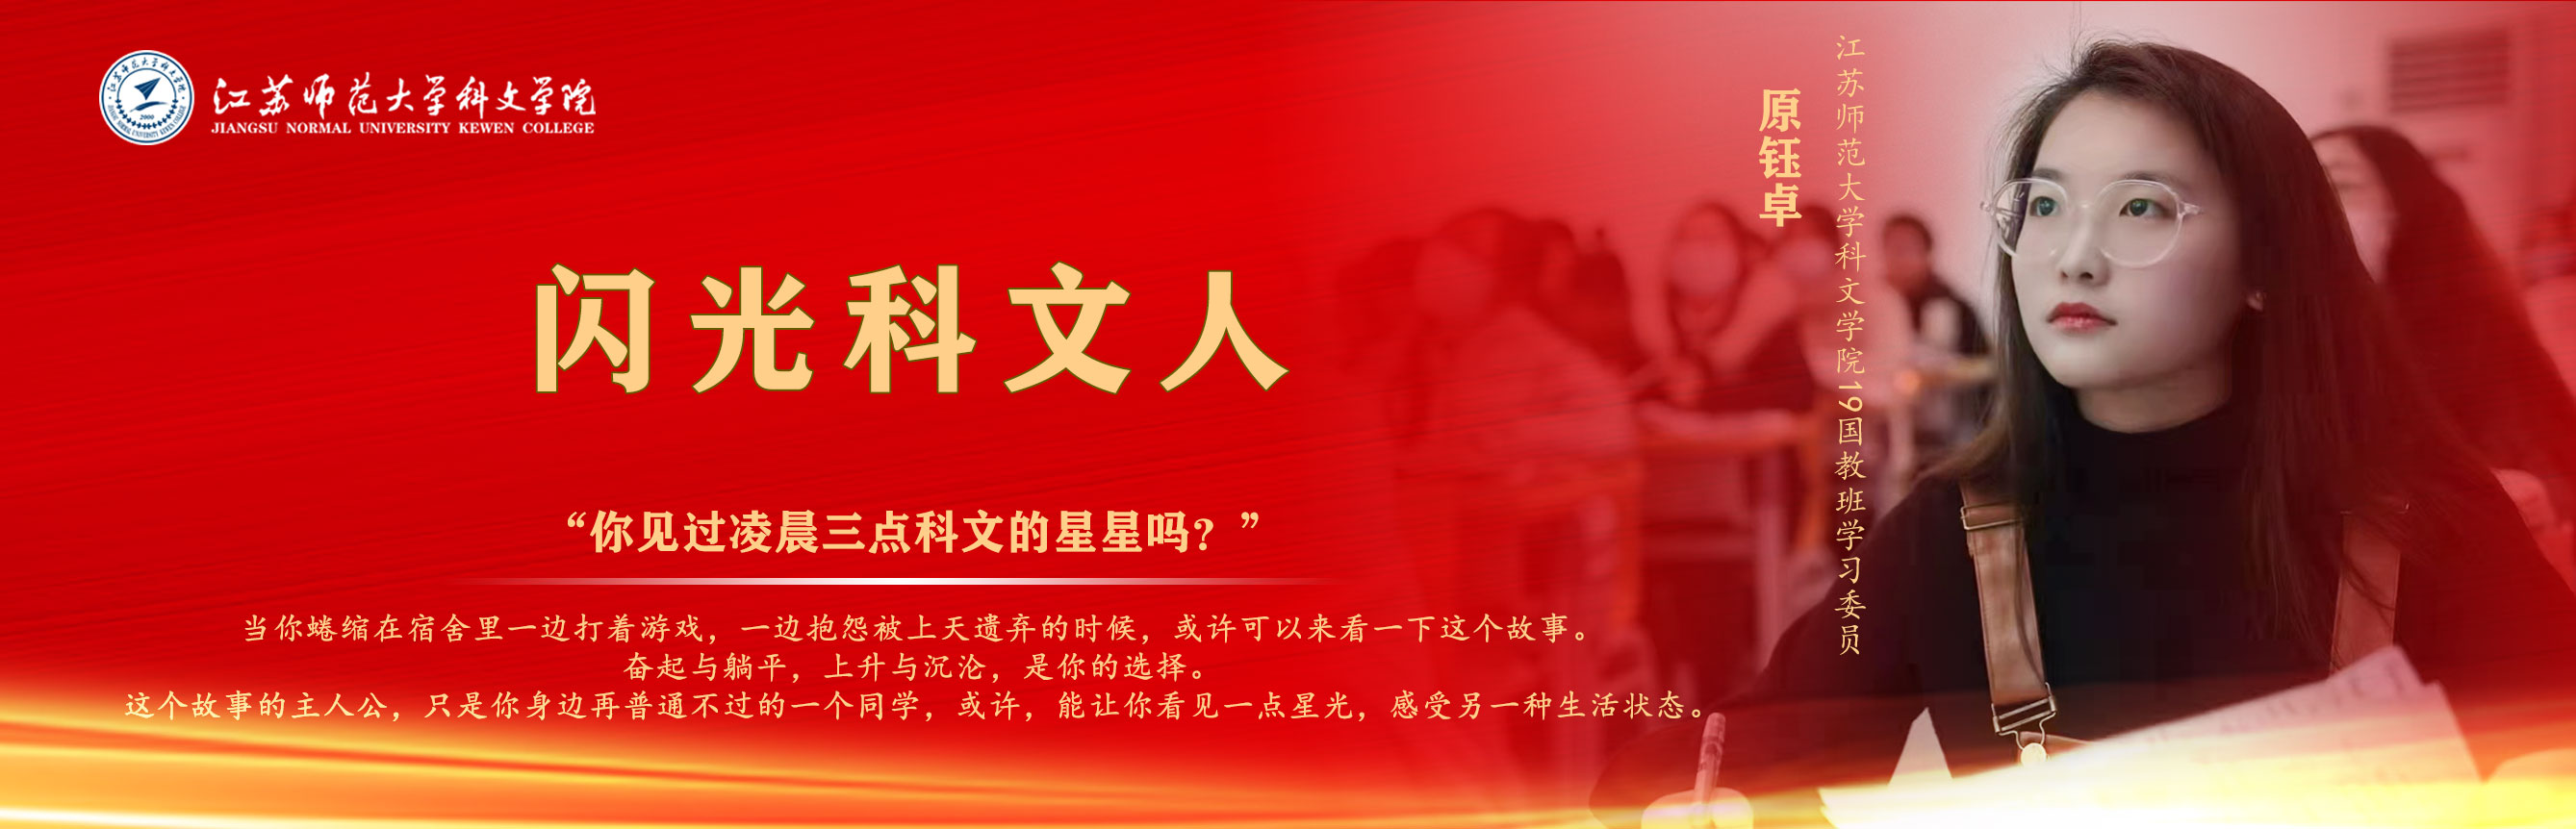 江苏师范大学科文学院
JIANGSU NORMAL UNIVERSITY KEWEN COLLEGE
2000
闪光科文人
“你见过凌晨三点科文的星星吗？”
当你蜷缩在宿舍里一边打着游戏，一边抱怨被上天遗弃的时候，或许可以来看一下这个故事。
奋起与躺平，上升与沉沦，是你的选择。
这个故事的主人公，只是你身边再普通不过的一个同学，或许，能让你看见一点星光，感受另一种生活状态。
江苏师范大学科文学院19国教班学习委员
原钰卓